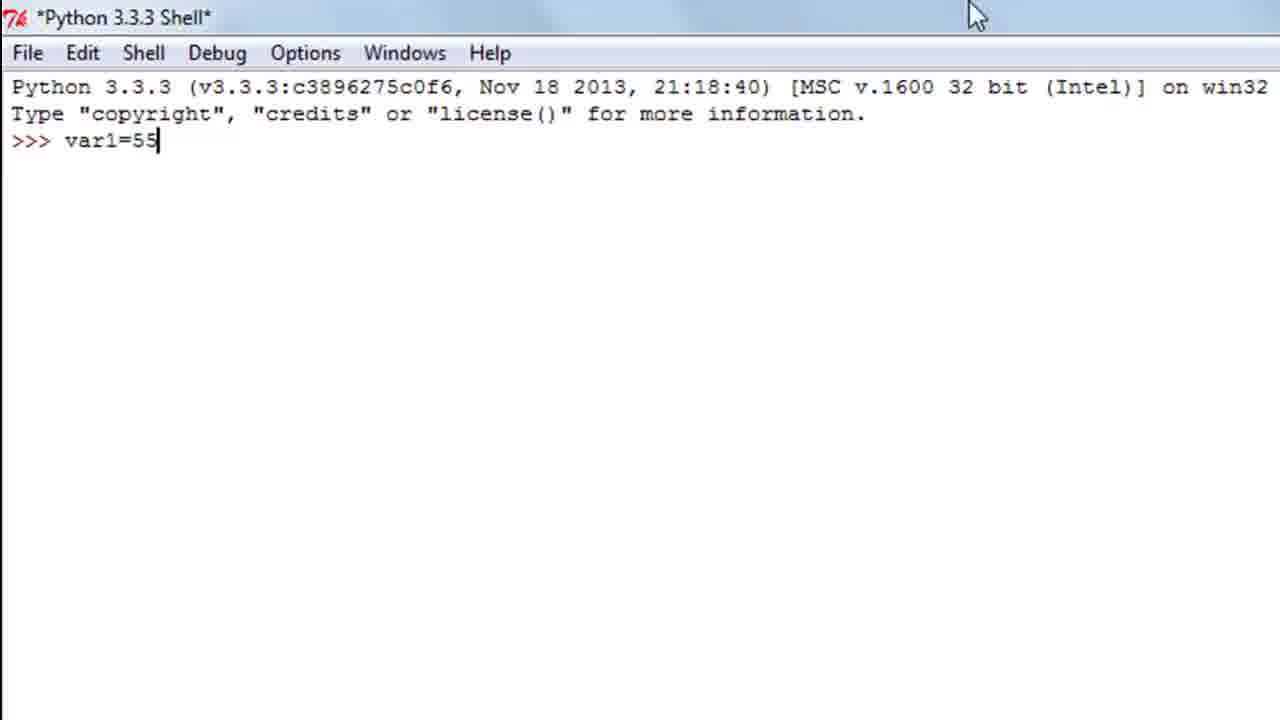 *Python 3.3.3 Shell*
File Edit Shell Debug Options Windows Help
Python 3.3.3 (v3.3.3:c3896275c0f6, Nov 18 2013, 21:18:40) [MSC v.1600 32 bit (Intel)] on win32
Type "copyright", "credits" or "license()" for more information.
>>> var1=55